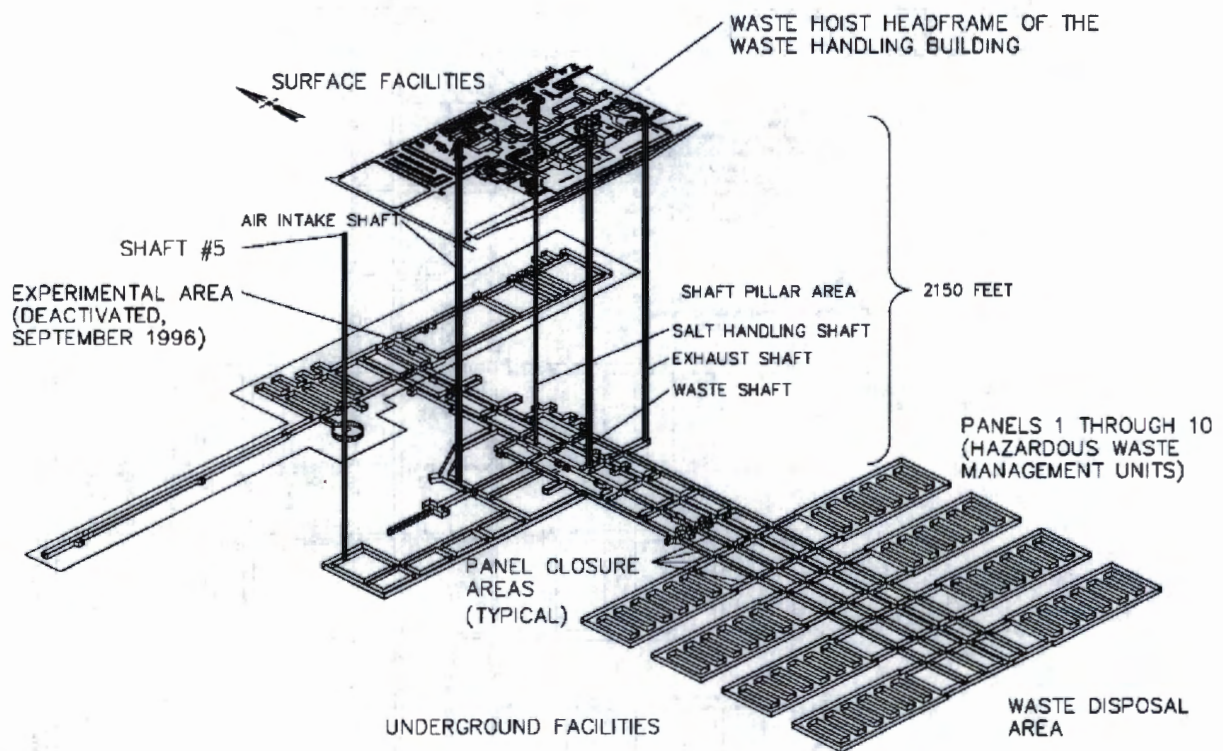 WASTE HOIST HEADFRAME OF THE
WASTE HANDLING BUILDING
SURFACE FACILITIES
AIR INTAKE SHAFT
SHAFT #5
EXPERIMENTAL AREA
(DEACTIVATED,
SEPTEMBER 1996)
SHAFT PILLAR AREA
2150 FEET
SALT HANDLING SHAFT
EXHAUST SHAFT
WASTE SHAFT
PANELS 1 THROUGH 10
(HAZARDOUS WASTE
MANAGEMENT UNITS)
PANEL CLOSURE
AREAS
(TYPICAL)
UNDERGROUND FACILITIES
WASTE DISPOSAL
AREA